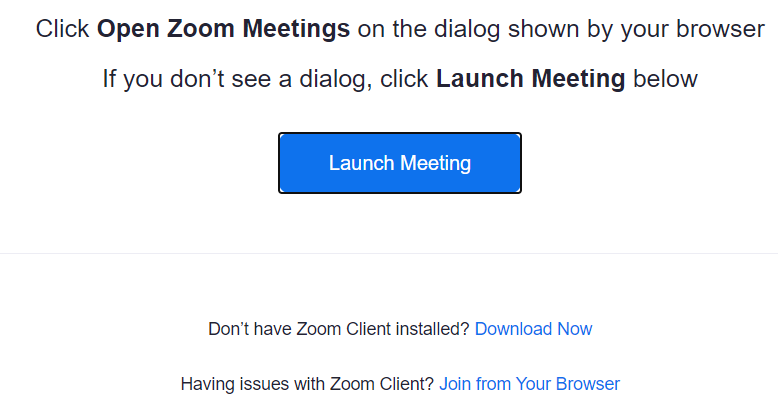 Click Open Zoom Meetings on the dialog shown by your browser
If you don’t see a dialog, click Launch Meeting below
Launch Meeting
Don’t have Zoom Client installed? Download Now
Having issues with Zoom Client? Join from Your Browser